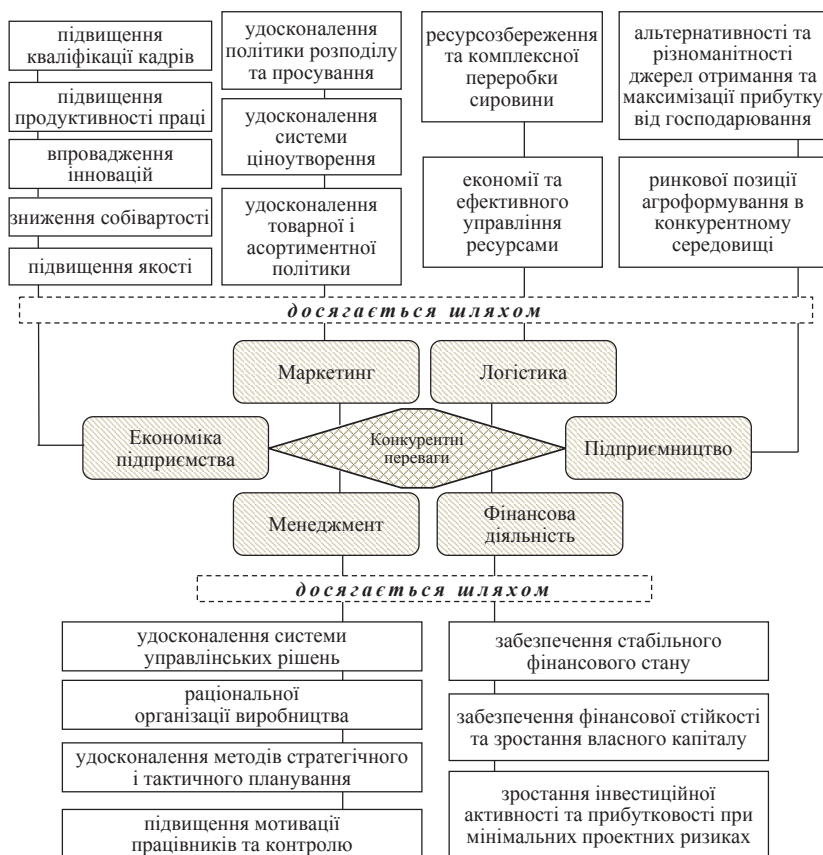 підвищення
кваліфікації кадрів
підвищення
продуктивності праці
впровадження
інновацій
зниження собівартості
підвищення якості
удосконалення
політики розподілу
та просування
удосконалення
системи
ціноутворення
удосконалення
товарної і
асортиментної
політики
ресурсозбереження
та комплексної
переробки
сировини
економії та
ефективного
управління
ресурсами
альтернативності та
різноманітності
джерел отримання та
максимізації прибутку
від господарювання
ринкової позиції
агроформування в
конкурентному
середовищі
досягається шляхом
Маркетинг
Логістика
Економіка
підприємства
Конкурентні
переваги
Підприємництво
Менеджмент
Фінансова
діяльність
досягається шляхом
удосконалення системи
управлінських рішень
раціональної
організації виробництва
удосконалення методів стратегічного
і тактичного планування
підвищення мотивації
працівників та контролю
забезпечення стабільного
фінансового стану
забезпечення фінансової стійкості
та зростання власного капіталу
зростання інвестиційної
активності та прибутковості при
мінімальних проектних ризиках